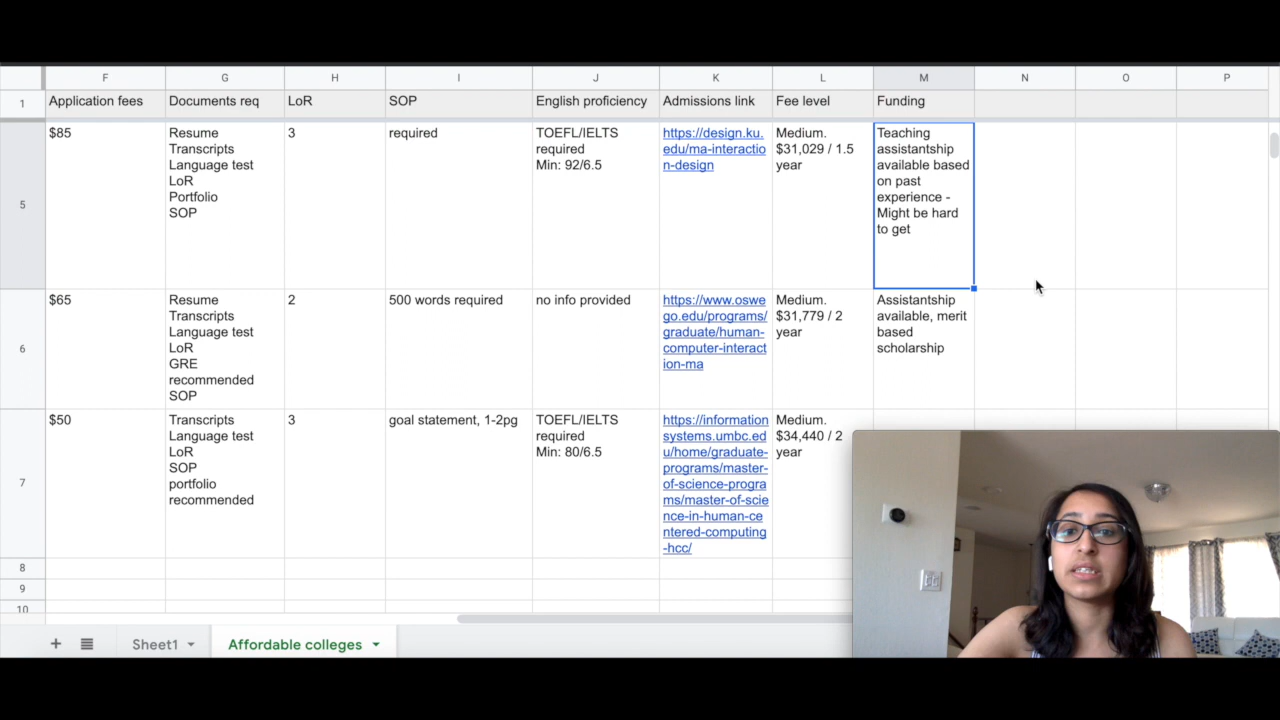 F G H I J K L M N O P
1 Application fees Documents req LoR SOP English proficiency Admissions link Fee level Funding
5
$85
Resume
Transcripts
Language test
LoR
Portfolio
SOP
3
required
TOEFL/IELTS
required
Min: 92/6.5
https://design.ku.
edu/ma-interactio
n-design
Medium.
$31,029 / 1.5
year
Teaching
assistantship
available based
on past
experience -
Might be hard
to get
6
$65
Resume
Transcripts
Language test
LoR
GRE
recommended
SOP
2
500 words required
no info provided
https://www.oswe
go.edu/programs/
graduate/human-
computer-interact
ion-ma
Medium.
$31,779 / 2
year
Assistantship
available, merit
based
scholarship
7
$50
Transcripts
Language test
LoR
SOP
portfolio
recommended
3
goal statement, 1-2pg
TOEFL/IELTS
required
Min: 80/6.5
https://information
systems.umbc.ed
u/home/graduate-
programs/master-
of-science-progra
ms/master-of-scie
nce-in-human-ce
ntered-computing
-hcc/
Medium.
$34,440 / 2
year
8
9
10
Sheet1 Affordable colleges